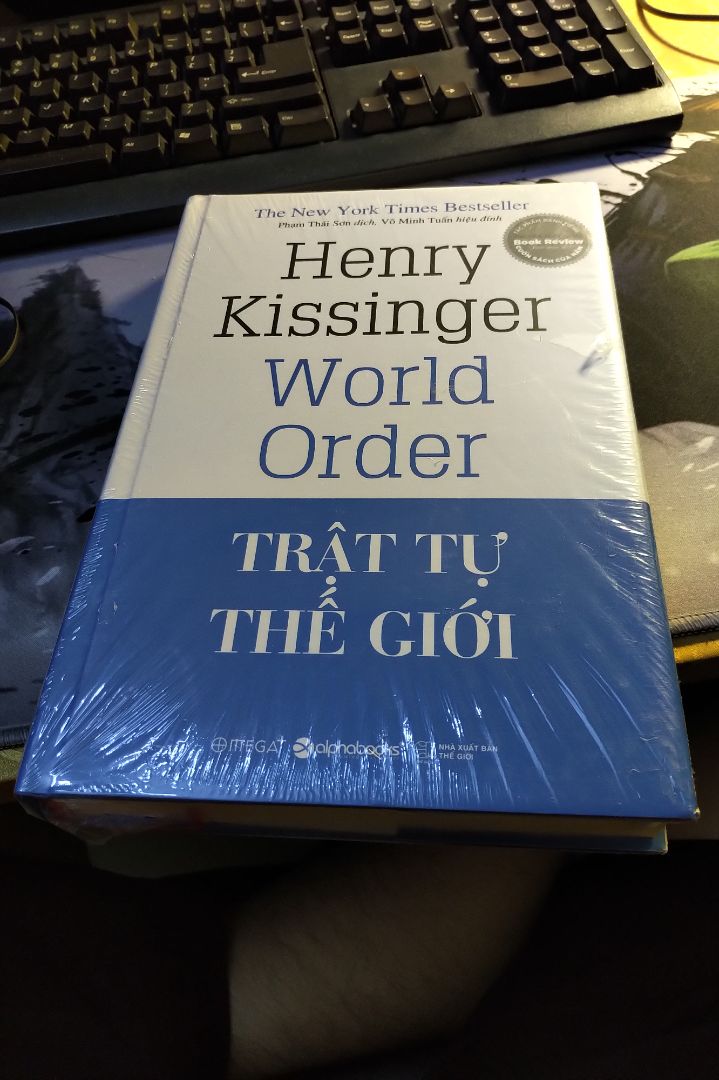 The New York Times Bestseller
Phạm Thái Sơn dịch, Võ Minh Tuấn hiệu đính
Book Review
Henry
Kissinger
World
Order
TRẬT TỰ
THẾ GIỚI
OMEGA
alphabooks
NHÀ XUẤT BẢN
THẾ GIỚI
Enter